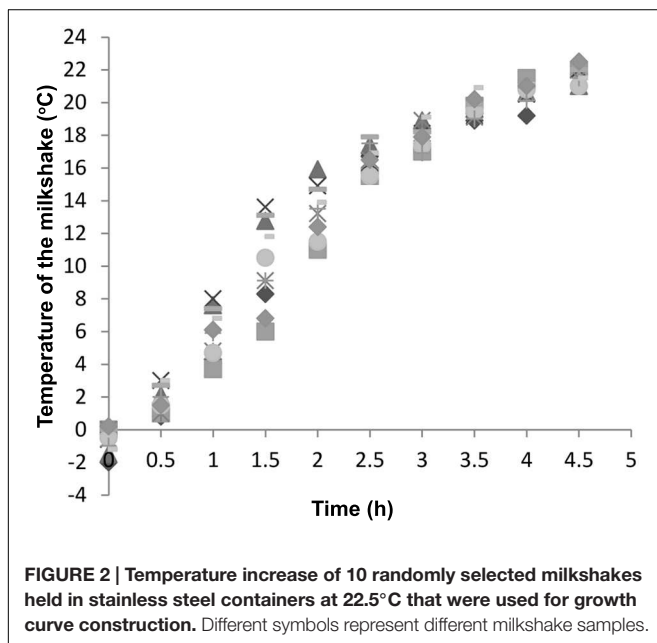 24
22
20
18
16
14
12
10
8
6
4
2
0
-2
-4
Temperature of the milkshake (°C)
0 0.5 1 1.5 2 2.5 3 3.5 4 4.5 5
Time (h)
FIGURE 2 | Temperature increase of 10 randomly selected milkshakes
held in stainless steel containers at 22.5°C that were used for growth
curve construction. Different symbols represent different milkshake samples.